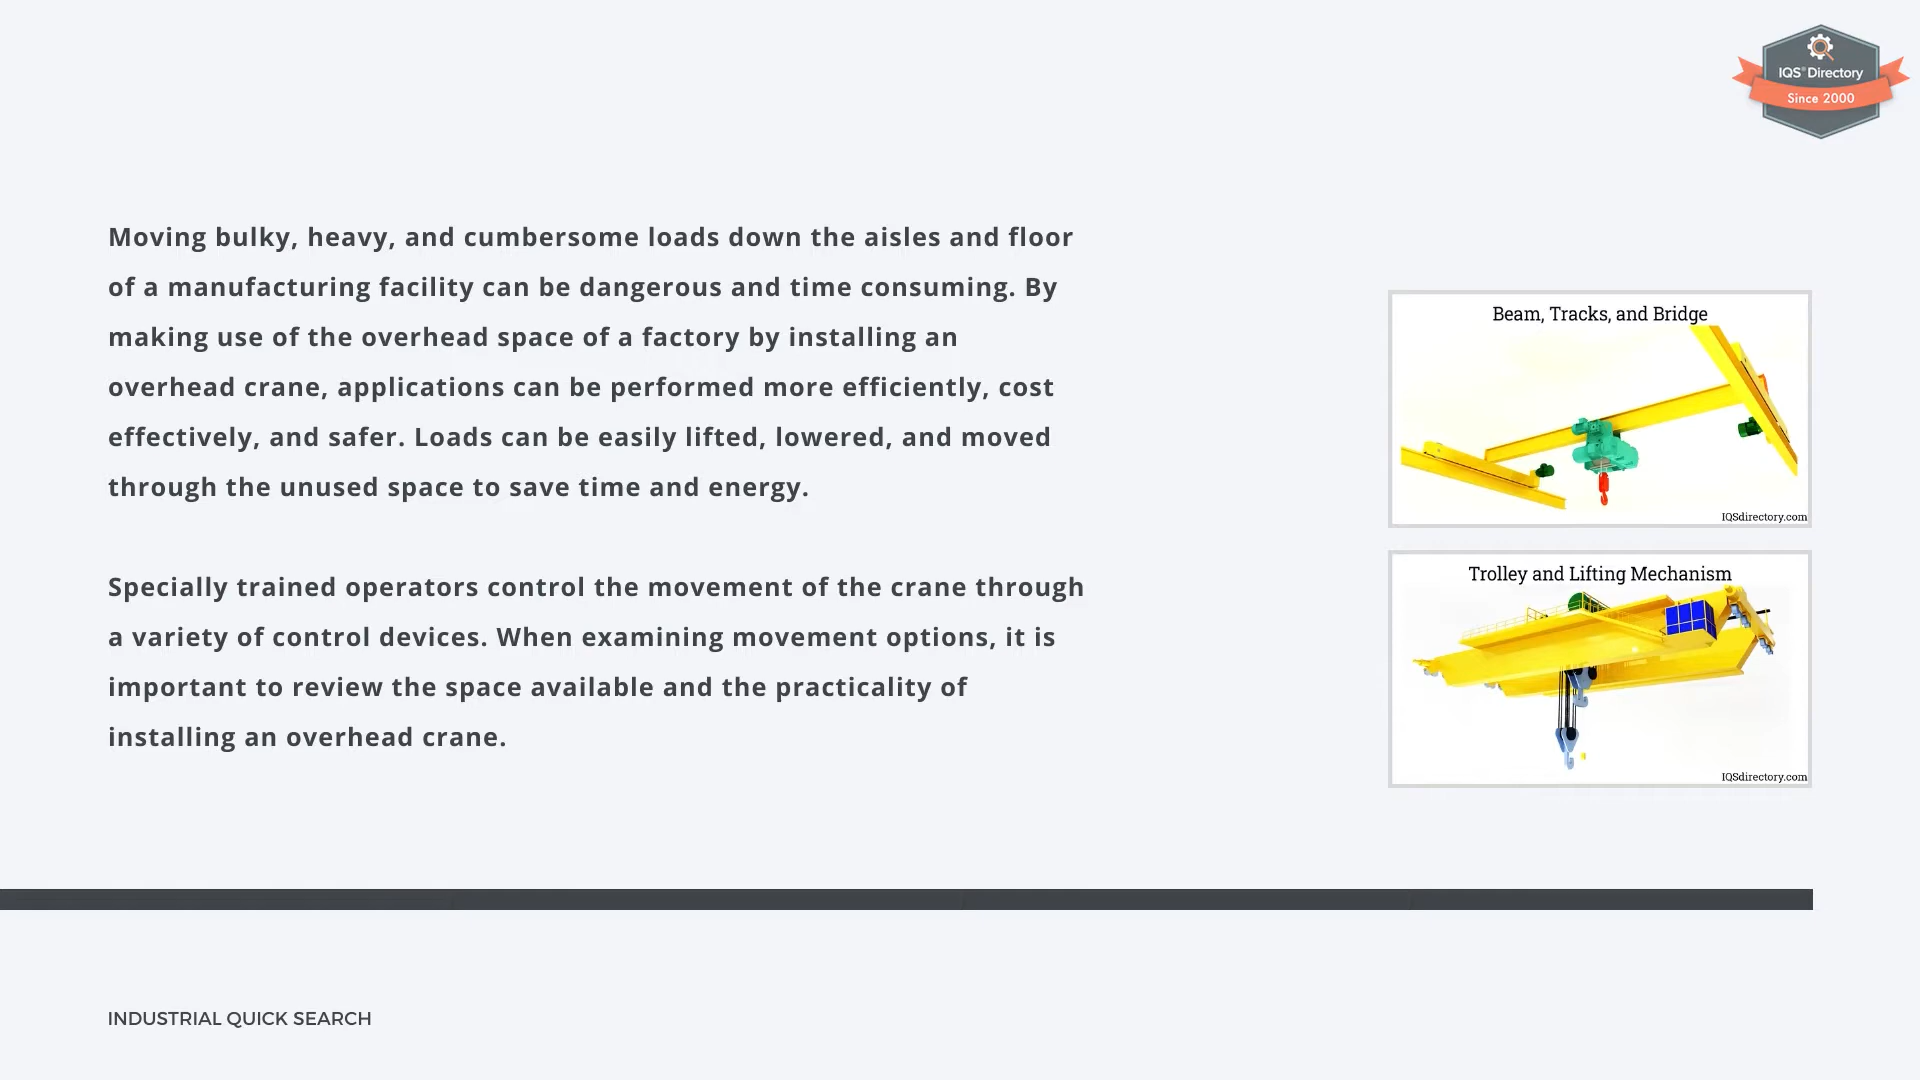 IQS® Directory
Since 2000
Moving bulky, heavy, and cumbersome loads down the aisles and floor
of a manufacturing facility can be dangerous and time consuming. By
making use of the overhead space of a factory by installing an
overhead crane, applications can be performed more efficiently, cost
effectively, and safer. Loads can be easily lifted, lowered, and moved
through the unused space to save time and energy.
Specially trained operators control the movement of the crane through
a variety of control devices. When examining movement options, it is
important to review the space available and the practicality of
installing an overhead crane.
Beam, Tracks, and Bridge
IQSdirectory.com
Trolley and Lifting Mechanism
IQSdirectory.com
INDUSTRIAL QUICK SEARCH